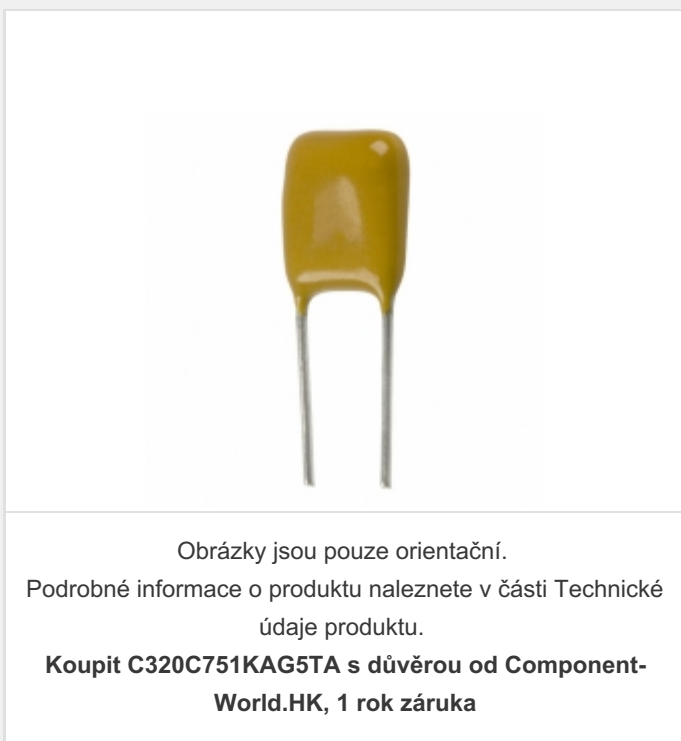 Obrázky jsou pouze orientační.
Podrobné informace o produktu naleznete v části Technické
údaje produktu.
Koupit C320C751KAG5TA s důvěrou od Component-
World.HK, 1 rok záruka